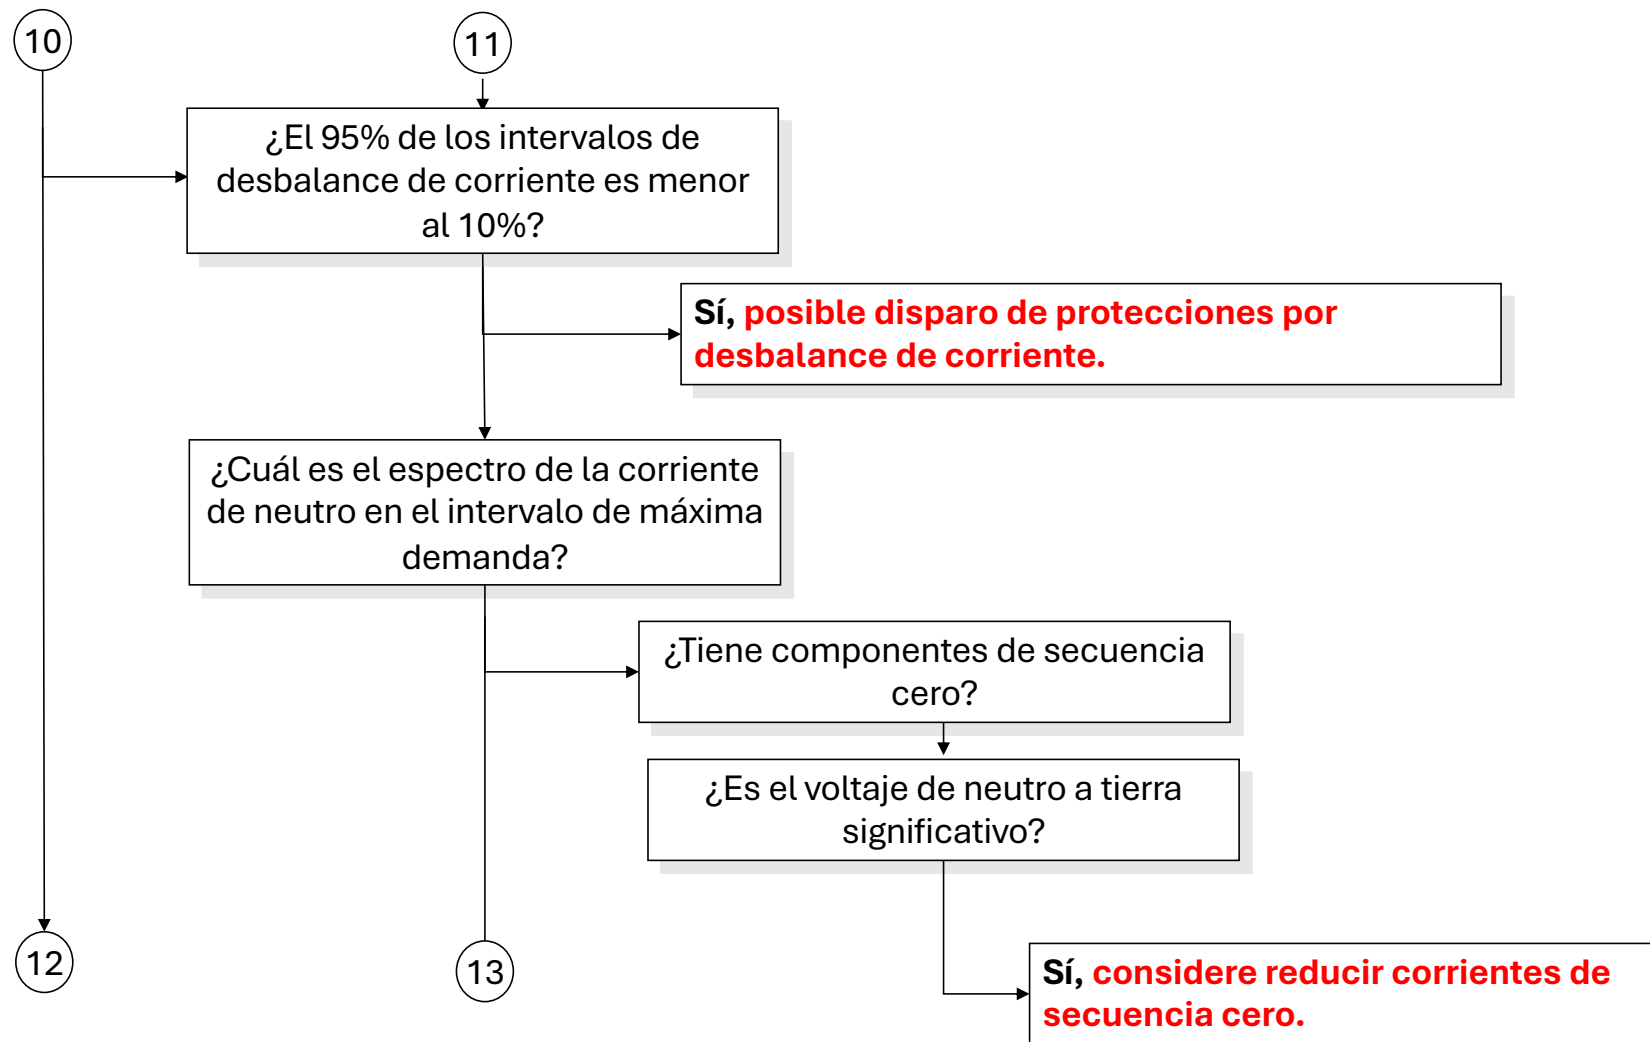 10
11
¿El 95% de los intervalos de
desbalance de corriente es menor
al 10%?
Sí, posible disparo de protecciones por
desbalance de corriente.
¿Cuál es el espectro de la corriente
de neutro en el intervalo de máxima
demanda?
¿Tiene componentes de secuencia
cero?
¿Es el voltaje de neutro a tierra
significativo?
12
13
Sí, considere reducir corrientes de
secuencia cero.